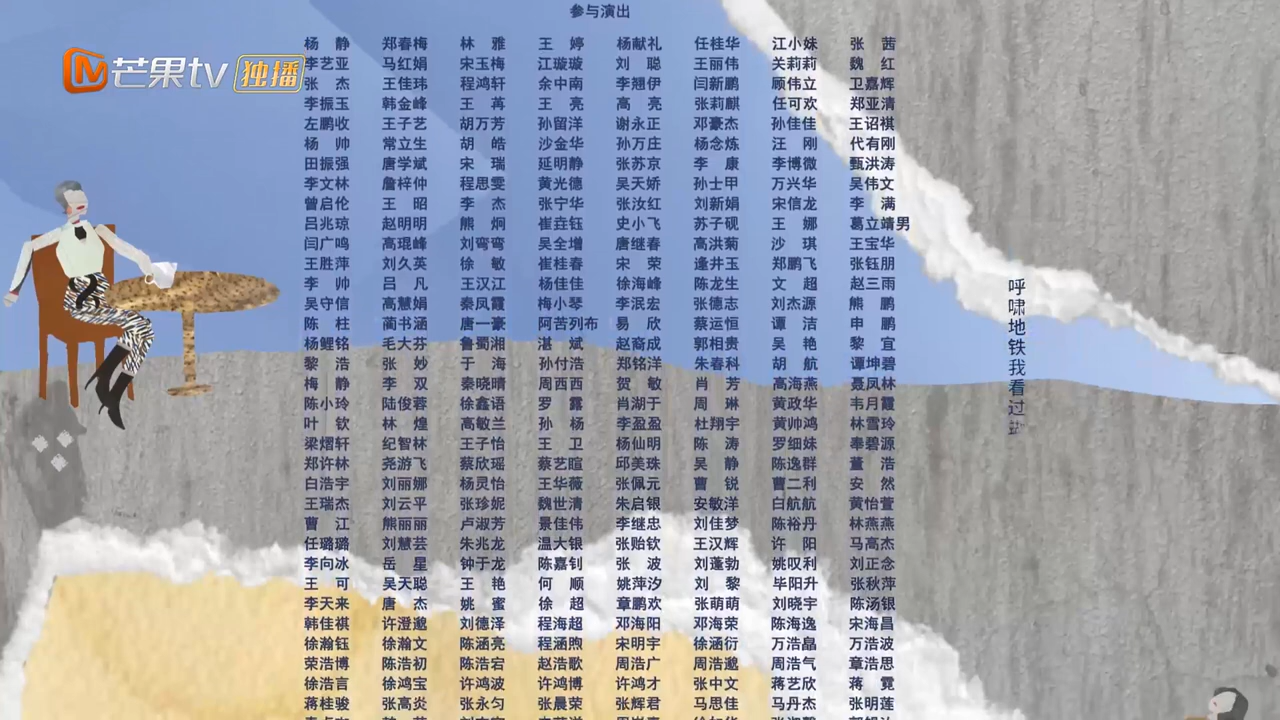 参与演出
芒果tv 独播
杨 静 郑春梅 林 雅 王 婷 杨献礼 任桂华 江小妹 张 茜
李艺亚 马红娟 宋玉梅 江璇璇 刘 聪 王丽伟 关莉莉 魏 红
张 杰 王佳玮 程鸿轩 余中南 李翘伊 闫新鹏 顾伟立 卫嘉辉
李振玉 韩金峰 王 苒 王 亮 高 亮 张莉麒 任可欢 郑亚清
左鹏收 王子艺 胡万芳 孙留洋 谢永正 邓豪杰 孙佳佳 王诏祺
杨 帅 常立生 胡 皓 沙金华 孙万庄 杨念炼 汪 刚 代有刚
田振强 唐学斌 宋 瑞 延明静 张苏京 李 康 李博微 甄洪涛
李文林 詹梓仲 程思雯 黄光德 吴天娇 孙士甲 万兴华 吴伟文
曾启伦 王 昭 李 杰 张宁华 张汝红 刘新娟 宋信龙 李 满
吕兆琼 赵明明 熊 炯 崔垚钰 史小飞 苏子砚 王 娜 葛立靖男
闫广鸣 高琨峰 刘弯弯 吴全增 唐继春 高洪菊 沙 琪 王宝华
王胜萍 刘久英 徐 敏 崔桂春 宋 荣 逄井玉 郑鹏飞 张钰朋
李 帅 吕 凡 王汉江 杨佳佳 徐海峰 陈龙生 文 超 赵三雨
吴守信 高慧娟 秦凤霞 梅小琴 李泯宏 张德志 刘杰源 熊 鹏
陈 柱 蔺书涵 唐一豪 阿苦列布 易 欣 蔡运恒 谭 洁 申 鹏
杨鲤铭 毛大芬 鲁蜀湘 湛 斌 赵裔成 郭相贵 吴 艳 黎 宜
黎 浩 张 妙 于 海 孙付浩 郑铭洋 朱春科 胡 航 谭坤碧
梅 静 李 双 秦晓晴 周西西 贺 敏 肖 芳 高海燕 聂凤林
陈小玲 陆俊蓉 徐鑫语 罗 露 肖湖于 周 琳 黄政华 韦月霞
叶 钦 林 煌 高敏兰 孙 杨 李盈盈 杜翔宇 黄帅鸿 林雪玲
梁熠轩 纪智林 王子怡 王 卫 杨仙明 陈 涛 罗细妹 奉碧源
郑许林 尧游飞 蔡欣瑶 蔡艺暄 邱美珠 吴 静 陈逸群 董 浩
白浩宇 刘丽娜 杨灵怡 王华薇 张佩元 曹 锐 曹二利 安 然
王瑞杰 刘云平 张珍妮 魏世清 朱启银 安敏洋 白航航 黄怡萱
曹 江 熊丽丽 卢淑芳 景佳伟 李继忠 刘佳梦 陈裕丹 林燕燕
任璐璐 刘慧芸 朱兆龙 温大银 张贻钦 王汉辉 许 阳 马高杰
李向冰 岳 星 钟于龙 陈嘉钊 张 波 刘蓬勃 姚叹利 刘正念
王 可 吴天聪 王 艳 何 顺 姚萍汐 刘 黎 毕阳升 张秋萍
李天来 唐 杰 姚 蜜 徐 超 章鹏欢 张萌萌 刘晓宇 陈汤银
韩佳祺 许澄邈 刘德泽 程海超 邓海阳 邓海荣 陈海逸 宋海昌
徐瀚钰 徐瀚文 陈涵亮 程涵煦 宋明宇 徐涵衍 万浩晶 万浩波
荣浩博 陈浩初 陈浩宏 赵浩歌 周浩广 周浩邈 周浩气 章浩思
徐浩言 徐鸿宝 许鸿波 许鸿博 许鸿才 张中文 蒋艺欣 蒋 霓
蒋桂骏 张高炎 张永匀 张晨荣 张辉君 马思佳 马丹杰 张明莲
呼啸地铁我看过